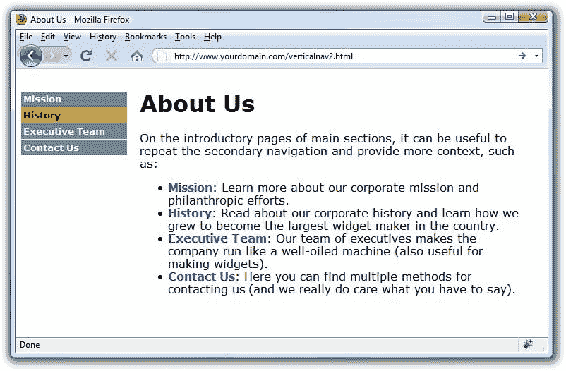 About Us - Mozilla Firefox
File Edit View History Bookmarks Tools Help
http://www.yourdomain.com/verticalnav2.html
Mission
History
Executive Team
Contact Us
About Us
On the introductory pages of main sections, it can be useful to
repeat the secondary navigation and provide more context, such
as:
• Mission: Learn more about our corporate mission and
philanthropic efforts.
• History: Read about our corporate history and learn how we
grew to become the largest widget maker in the country.
• Executive Team: Our team of executives makes the
company run like a well-oiled machine (also useful for
making widgets).
• Contact Us: Here you can find multiple methods for
contacting us (and we really do care what you have to say).
Done